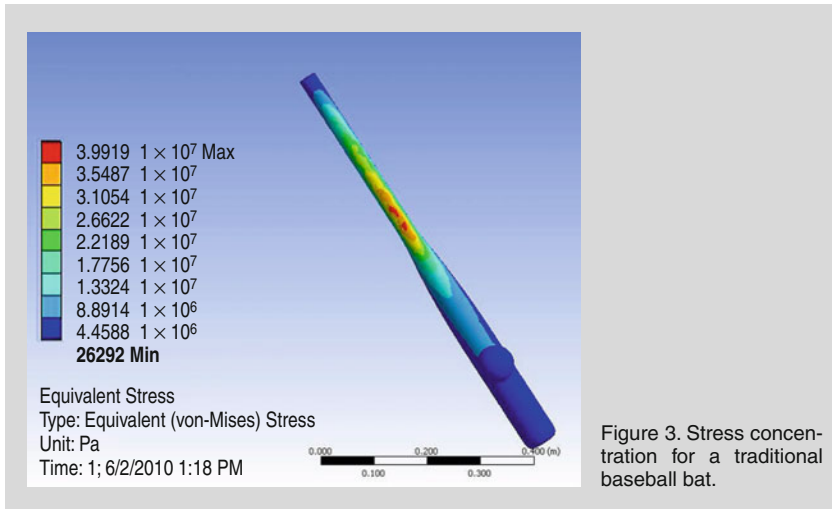 3.9919 1 × 10⁷ Max
3.5487 1 × 10⁷
3.1054 1 × 10⁷
2.6622 1 × 10⁷
2.2189 1 × 10⁷
1.7756 1 × 10⁷
1.3324 1 × 10⁷
8.8914 1 × 10⁶
4.4588 1 × 10⁶
26292 Min
Equivalent Stress
Type: Equivalent (von-Mises) Stress
Unit: Pa
Time: 1; 6/2/2010 1:18 PM
0.000 0.200 0.400 (m)
0.100 0.300
Figure 3. Stress concen-
tration for a traditional
baseball bat.